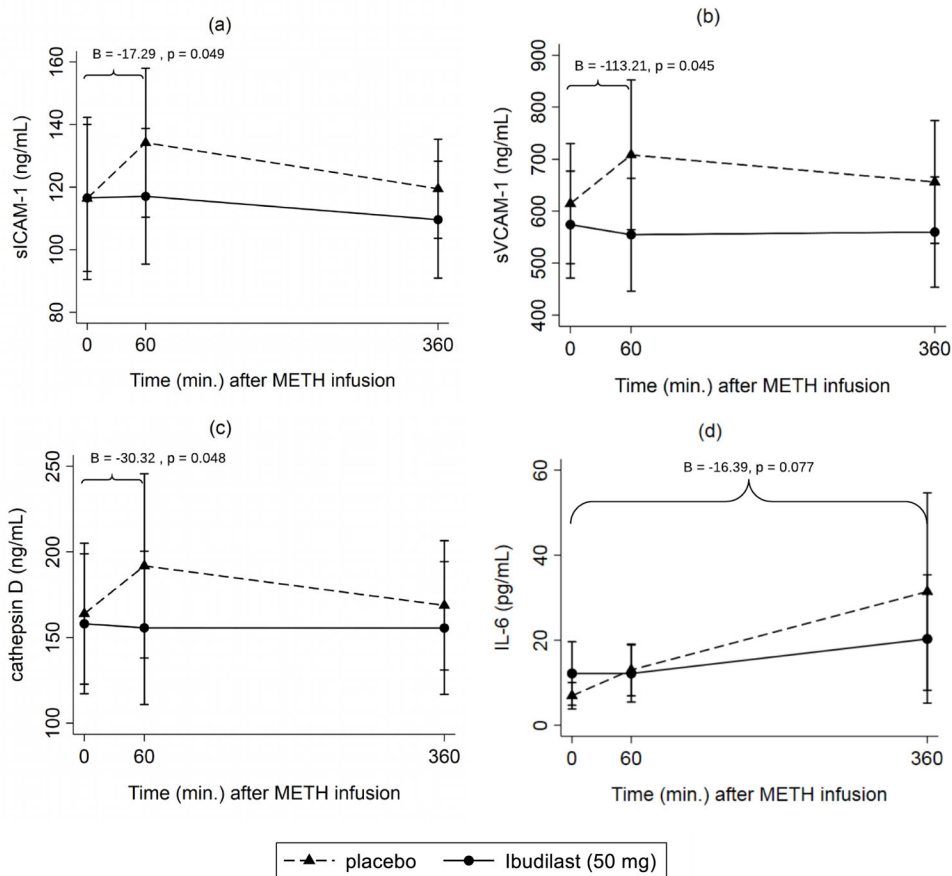 (a)
B = -17.29 , p = 0.049
sICAM-1 (ng/mL)
160
140
120
100
80
0 60 360
Time (min.) after METH infusion
(b)
B = -113.21, p = 0.045
sVCAM-1 (ng/mL)
900
800
700
600
500
400
0 60 360
Time (min.) after METH infusion
(c)
B = -30.32 , p = 0.048
cathepsin D (ng/mL)
250
200
150
100
0 60 360
Time (min.) after METH infusion
(d)
B = -16.39, p = 0.077
IL-6 (pg/mL)
60
40
20
0
0 60 360
Time (min.) after METH infusion
placebo Ibudilast (50 mg)